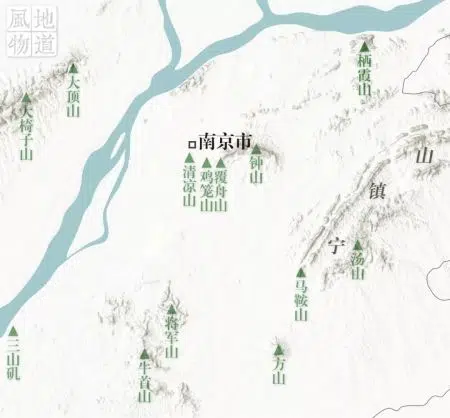 風物
地道
栖霞山
大顶山
大椅子山
南京市
清凉山
鸡笼山
覆舟山
钟山
宁镇山
汤山
马鞍山
三山矶
将军山
牛首山
方山